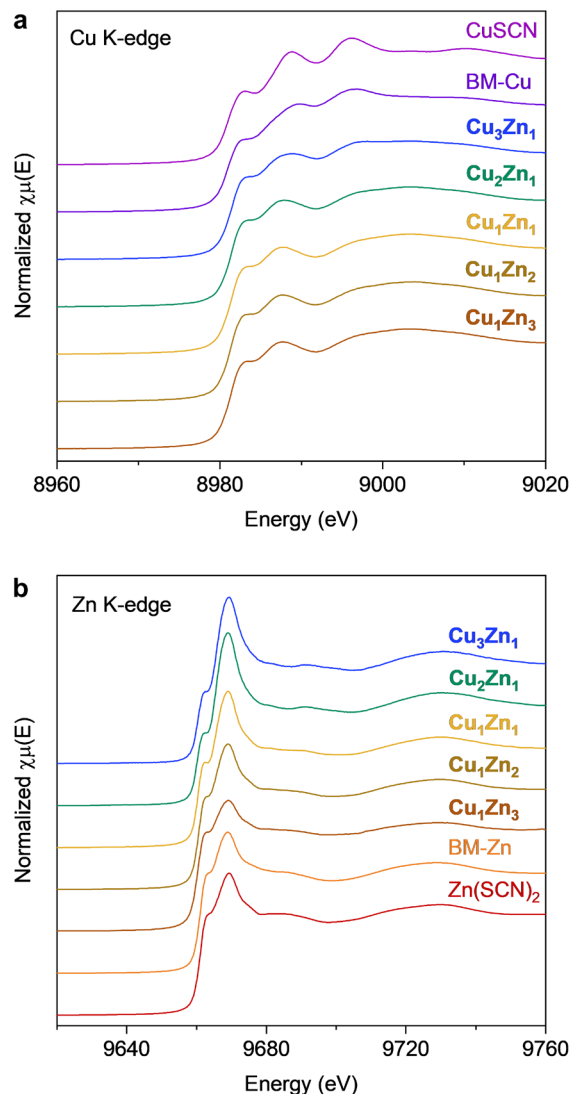 a
Cu K-edge
CuSCN
BM-Cu
Cu₃Zn₁
Cu₂Zn₁
Cu₁Zn₁
Cu₁Zn₂
Cu₁Zn₃
Normalized χμ(E)
8960 8980 9000 9020
Energy (eV)
b
Zn K-edge
Cu₃Zn₁
Cu₂Zn₁
Cu₁Zn₁
Cu₁Zn₂
Cu₁Zn₃
BM-Zn
Zn(SCN)₂
Normalized χμ(E)
9640 9680 9720 9760
Energy (eV)